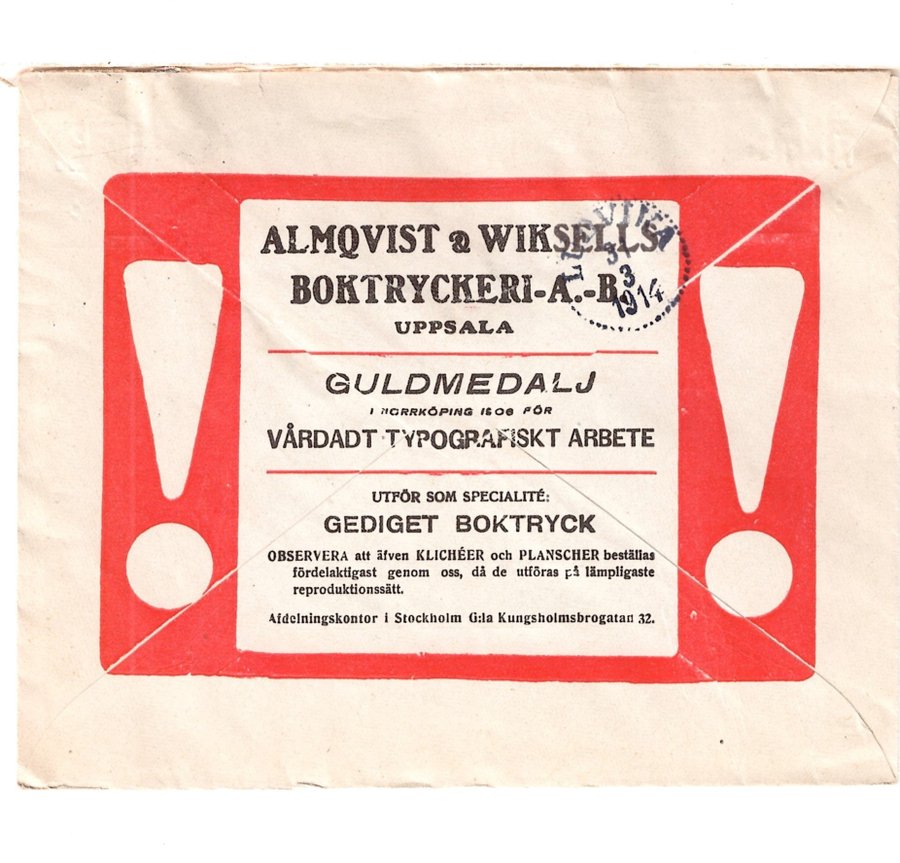 ALMQVIST & WIKSELLS
BOKTRYCKERI-A.-B.
UPPSALA
31
3
1914
GULDMEDALJ
I NORRKÖPING 1906 FÖR
VÅRDADT TYPOGRAFISKT ARBETE
UTFÖR SOM SPECIALITÉ:
GEDIGET BOKTRYCK
OBSERVERA att äfven KLICHÉER och PLANSCHER beställas
fördelaktigast genom oss, då de utföras på lämpligaste
reproduktionssätt.
Afdelningskontor i Stockholm G:la Kungsholmsbrogatan 32.